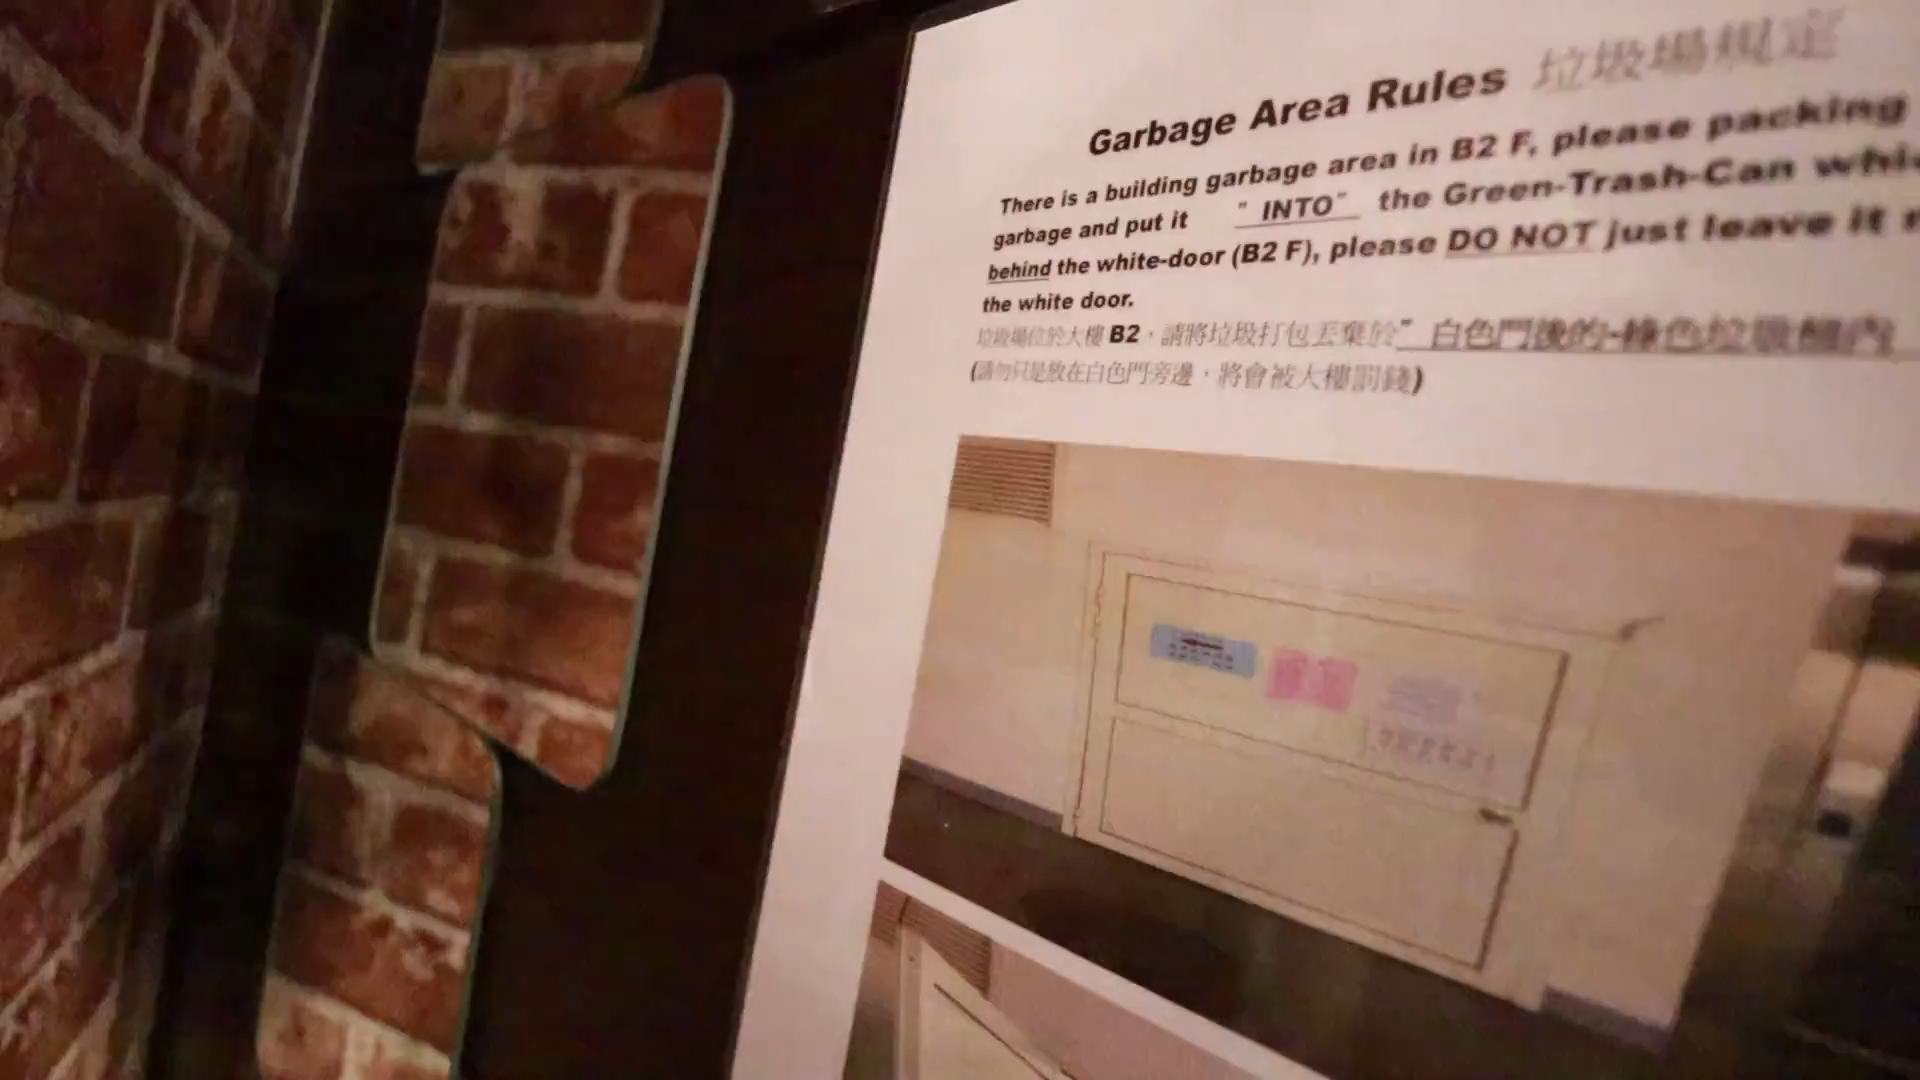 Garbage Area Rules 垃圾場規定
There is a building garbage area in B2 F, please packing
garbage and put it " INTO" the Green-Trash-Can whi
behind the white-door (B2 F), please DO NOT just leave it
the white door.
垃圾場位於大樓 B2，請將垃圾打包丟棄於" 白色門後的-綠色垃圾桶內
(請勿只是放在白色門旁邊，將會被大樓罰錢)